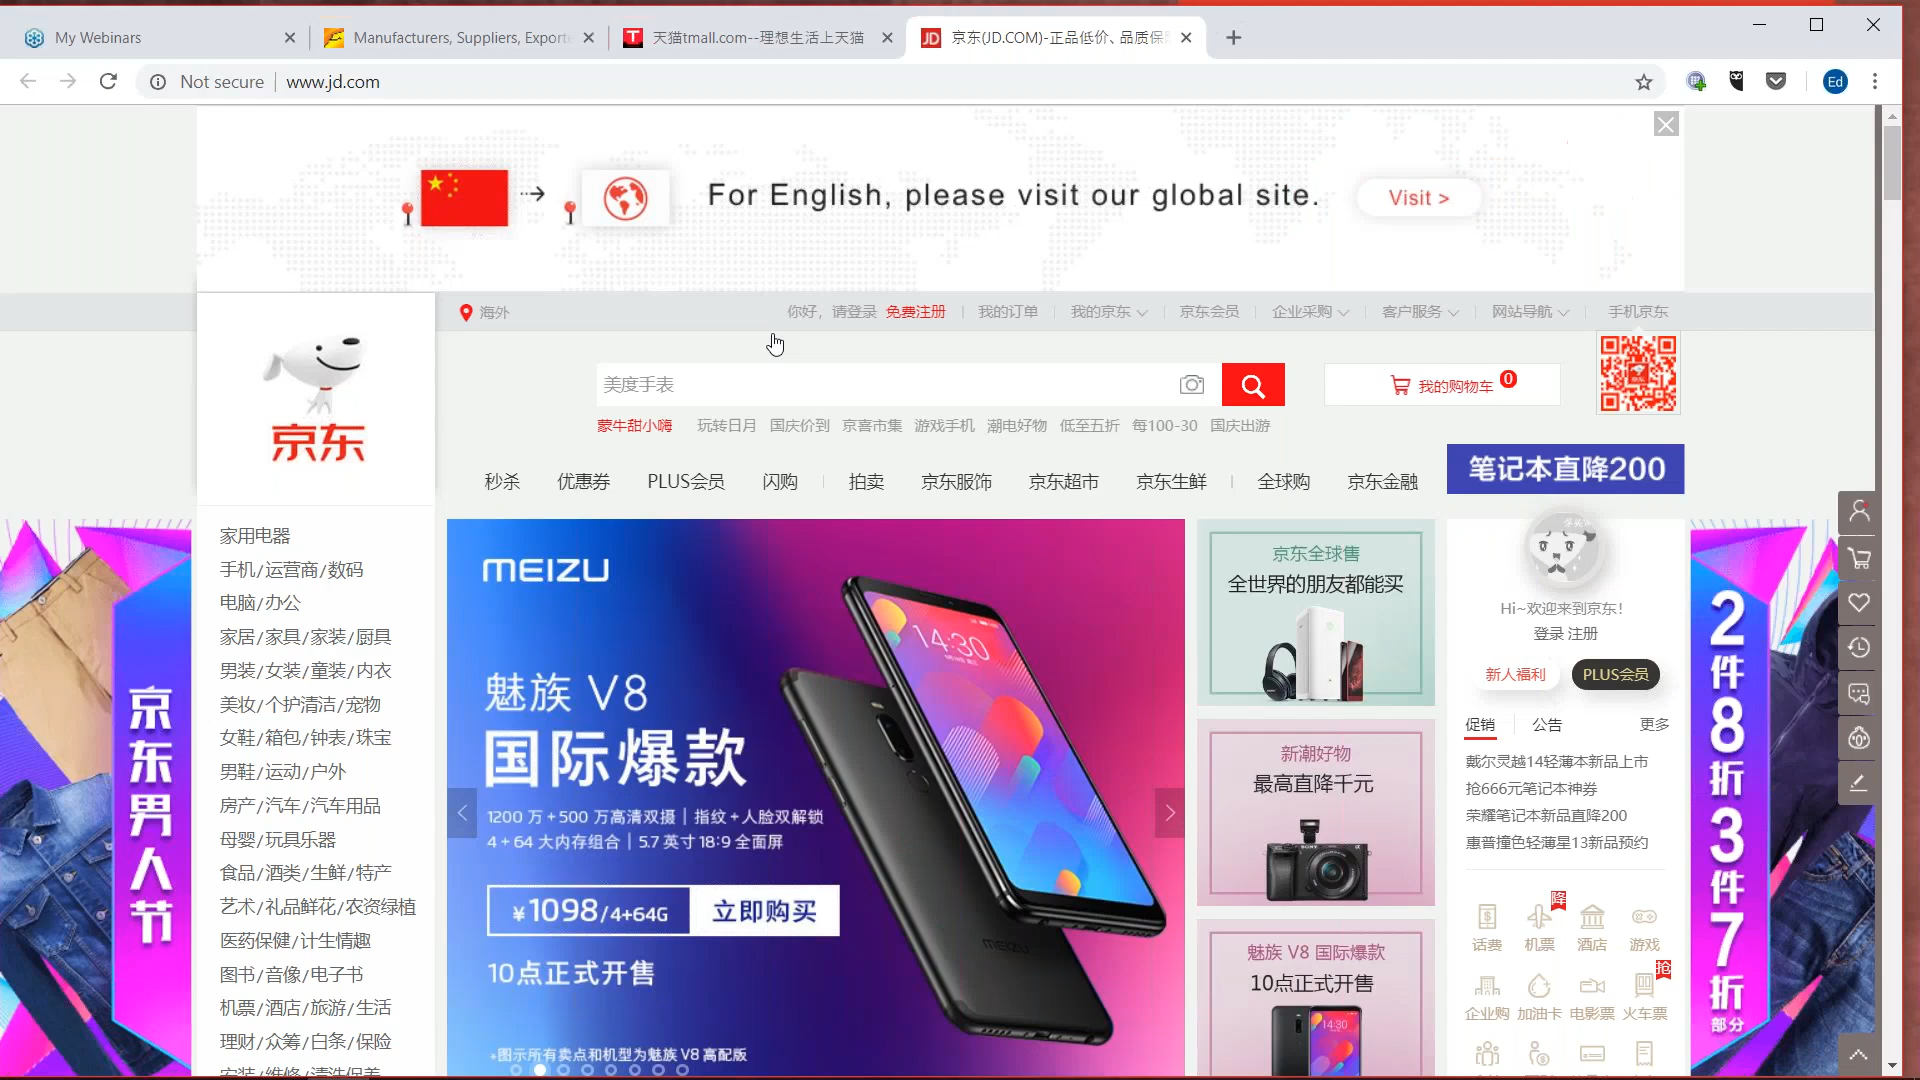 My Webinars
Manufacturers, Suppliers, Export
天猫tmall.com--理想生活上天猫
京东(JD.COM)-正品低价、品质保
Not secure
www.jd.com
Ed
For English, please visit our global site.
Visit >
海外
你好，请登录 免费注册
我的订单
我的京东
京东会员
企业采购
客户服务
网站导航
手机京东
京东
美度手表
我的购物车
0
蒙牛甜小嗨 玩转日月 国庆价到 京喜市集 游戏手机 潮电好物 低至五折 每100-30 国庆出游
秒杀 优惠券 PLUS会员 闪购 拍卖 京东服饰 京东超市 京东生鲜 全球购 京东金融
笔记本直降200
家用电器
手机/运营商/数码
电脑/办公
家居/家具/家装/厨具
男装/女装/童装/内衣
美妆/个护清洁/宠物
女鞋/箱包/钟表/珠宝
男鞋/运动/户外
房产/汽车/汽车用品
母婴/玩具乐器
食品/酒类/生鲜/特产
艺术/礼品鲜花/农资绿植
医药保健/计生情趣
图书/音像/电子书
机票/酒店/旅游/生活
理财/众筹/白条/保险
安装/维修/清洗保养
京东男人节
MEIZU
魅族 V8
国际爆款
1200 万+500 万高清双摄 | 指纹+人脸双解锁
4+64 大内存组合 | 5.7 英寸 18:9 全面屏
¥1098/4+64G
立即购买
10点正式开售
*图示所有卖点和机型为魅族 V8 高配版
14:30
MEIZU
京东全球售
全世界的朋友都能买
新潮好物
最高直降千元
SONY
魅族 V8 国际爆款
10点正式开售
14:30
Hi~欢迎来到京东！
登录 注册
新人福利
PLUS会员
促销
公告
更多
戴尔灵越14轻薄本新品上市
抢666元笔记本神券
荣耀笔记本新品直降200
惠普撞色轻薄星13新品预约
降
话费 机票 酒店 游戏
抢
企业购 加油卡 电影票 火车票
2件8折3件7折
部分